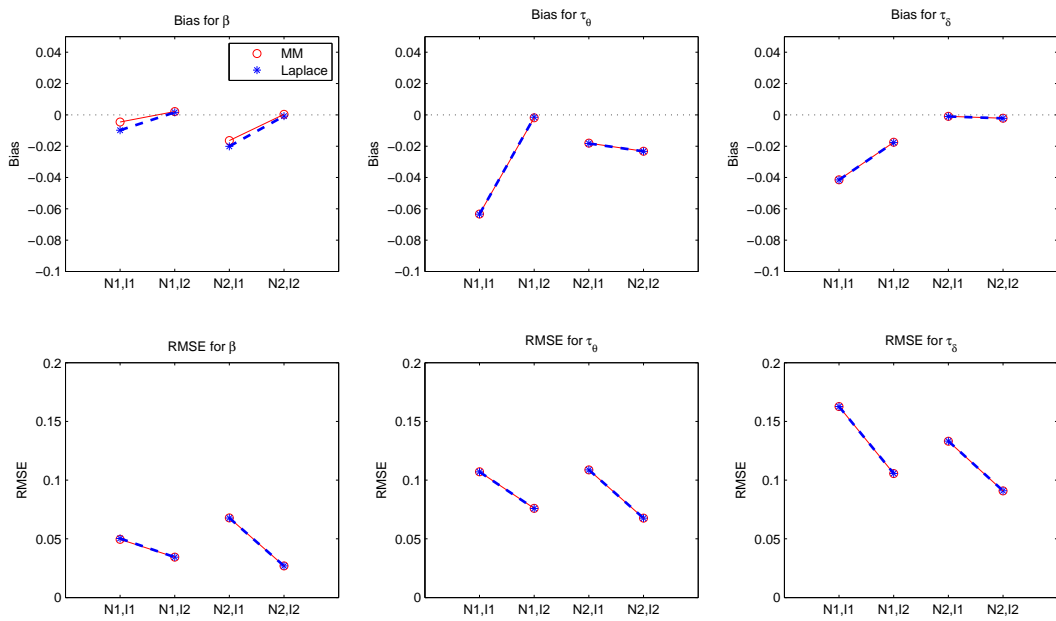 Bias for β
0.04
0.02
0
−0.02
−0.04
−0.06
−0.08
−0.1
Bias
N1,I1
N1,I2
N2,I1
N2,I2
MM
Laplace
Bias for τθ
0.04
0.02
0
−0.02
−0.04
−0.06
−0.08
−0.1
Bias
N1,I1
N1,I2
N2,I1
N2,I2
Bias for τδ
0.04
0.02
0
−0.02
−0.04
−0.06
−0.08
−0.1
Bias
N1,I1
N1,I2
N2,I1
N2,I2
RMSE for β
0.2
0.15
0.1
0.05
0
RMSE
N1,I1
N1,I2
N2,I1
N2,I2
RMSE for τθ
0.2
0.15
0.1
0.05
0
RMSE
N1,I1
N1,I2
N2,I1
N2,I2
RMSE for τδ
0.2
0.15
0.1
0.05
0
RMSE
N1,I1
N1,I2
N2,I1
N2,I2